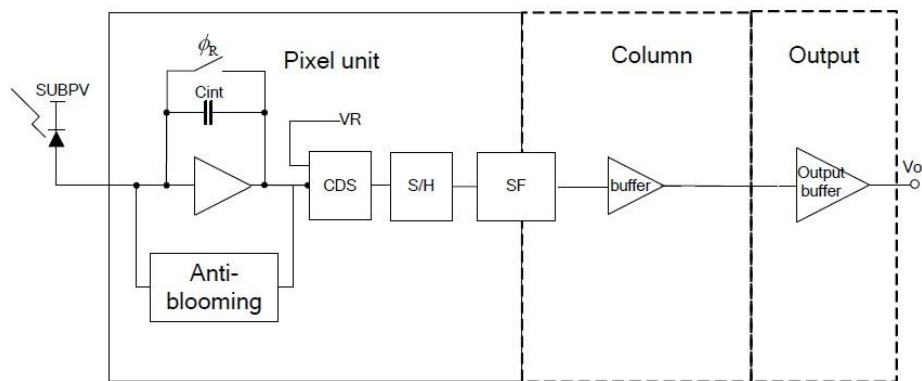 ϕR
Pixel unit
Column
Output
SUBPV
Cint
VR
CDS
S/H
SF
buffer
Output
buffer
Vo
Anti-
blooming